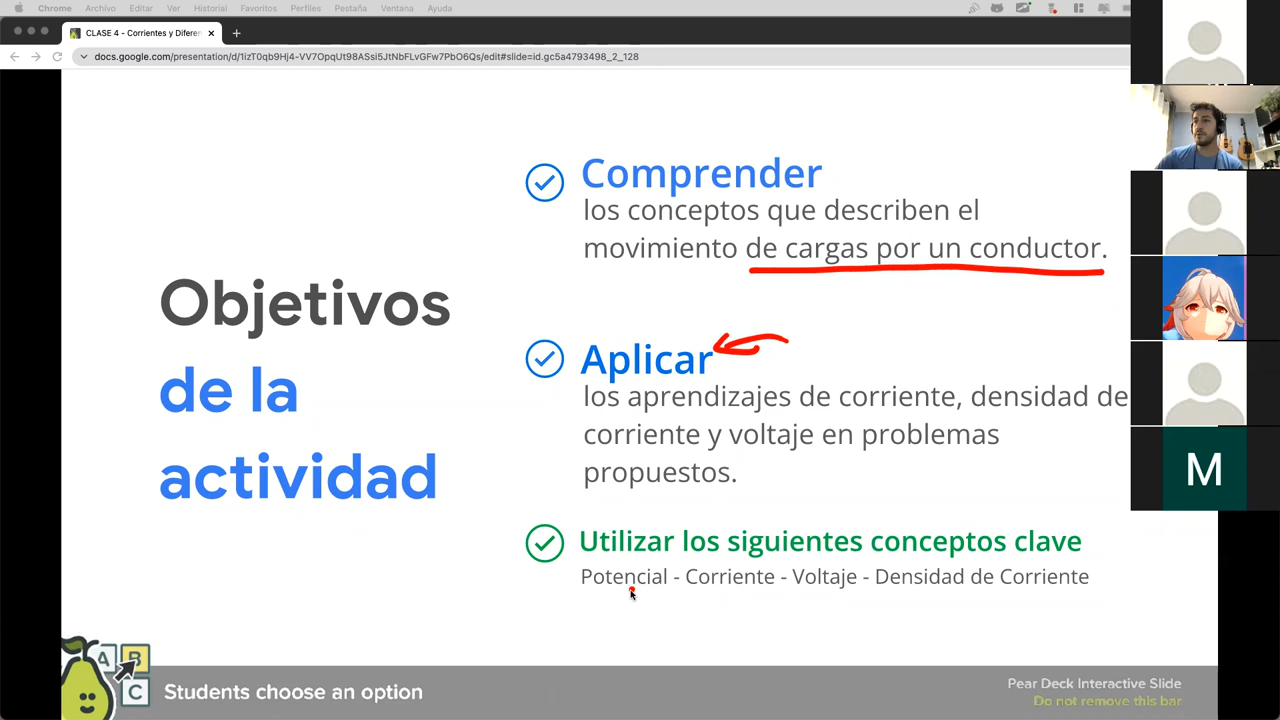 Chrome Archivo Editar Ver Historial Favoritos Perfiles Pestaña Ventana Ayuda
CLASE 4 - Corrientes y Diferen
docs.google.com/presentation/d/1izT0qb9Hj4-VV7OpqUt98ASsi5JtNbFLvGFw7PbO6Qs/edit#slide=id.gc5a4793498_2_128
Objetivos
de la
actividad
Comprender
los conceptos que describen el
movimiento de cargas por un conductor.
Aplicar
los aprendizajes de corriente, densidad de
corriente y voltaje en problemas
propuestos.
Utilizar los siguientes conceptos clave
Potencial - Corriente - Voltaje - Densidad de Corriente
M
A B
C
Students choose an option
Pear Deck Interactive Slide
Do not remove this bar